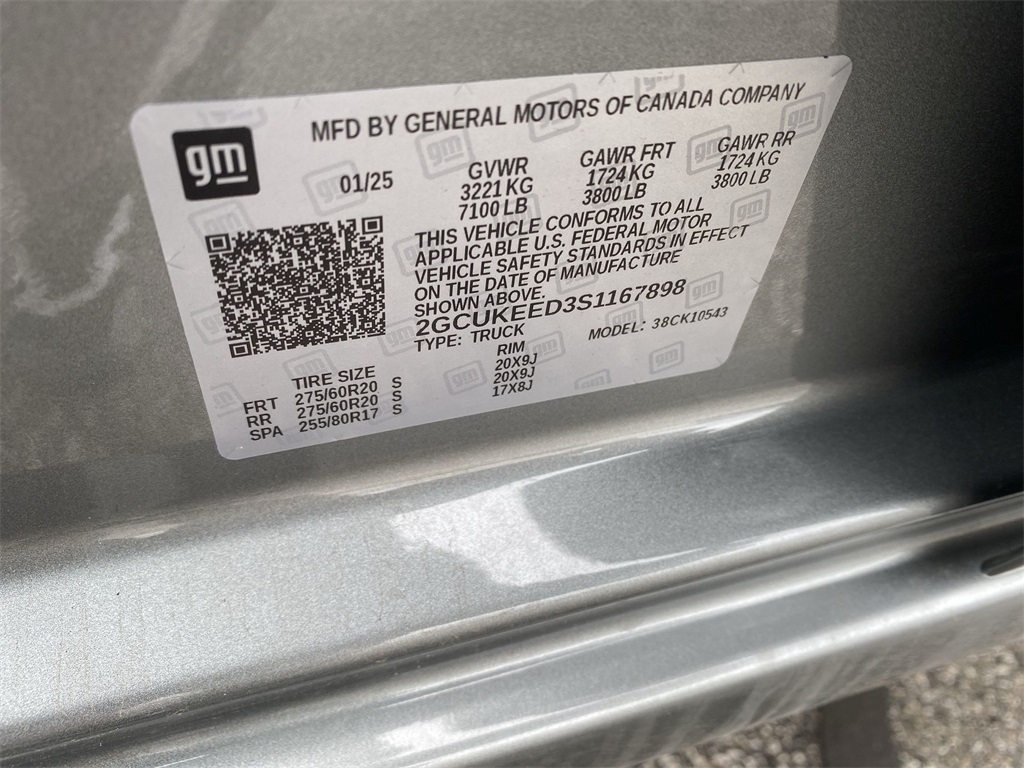 gm
MFD BY GENERAL MOTORS OF CANADA COMPANY
01/25
GVWR
3221 KG
7100 LB
GAWR FRT
1724 KG
3800 LB
GAWR RR
1724 KG
3800 LB
THIS VEHICLE CONFORMS TO ALL
APPLICABLE U.S. FEDERAL MOTOR
VEHICLE SAFETY STANDARDS IN EFFECT
ON THE DATE OF MANUFACTURE
SHOWN ABOVE.
2GCUKEED3S1167898
TYPE: TRUCK
MODEL: 38CK10543
TIRE SIZE RIM
FRT 275/60R20 S 20X9J
RR 275/60R20 S 20X9J
SPA 255/80R17 S 17X8J